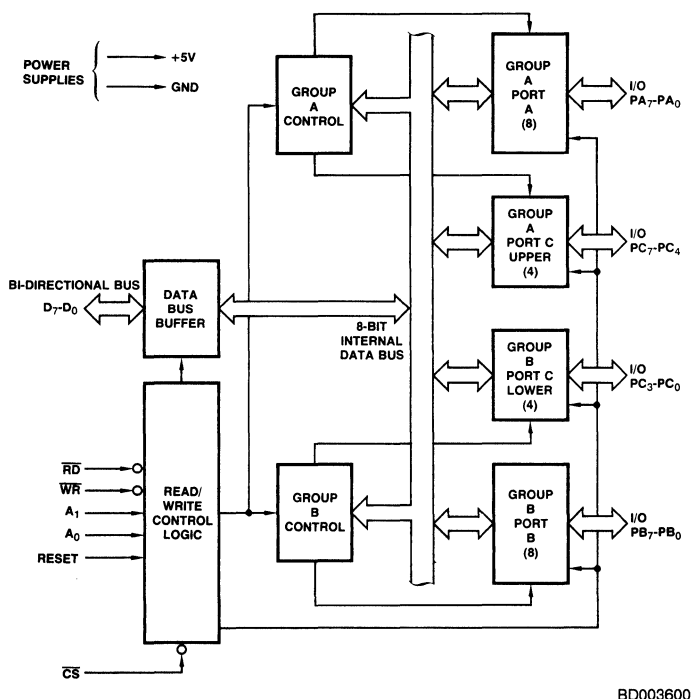 POWER
SUPPLIES
+5V
GND
GROUP
A
CONTROL
GROUP
A
PORT
A
(8)
I/O
PA7-PA0
GROUP
A
PORT C
UPPER
(4)
I/O
PC7-PC4
BI-DIRECTIONAL BUS
D7-D0
DATA
BUS
BUFFER
8-BIT
INTERNAL
DATA BUS
GROUP
B
PORT C
LOWER
(4)
I/O
PC3-PC0
RD
WR
A1
A0
RESET
READ/
WRITE
CONTROL
LOGIC
GROUP
B
CONTROL
GROUP
B
PORT
B
(8)
I/O
PB7-PB0
CS
BD003600